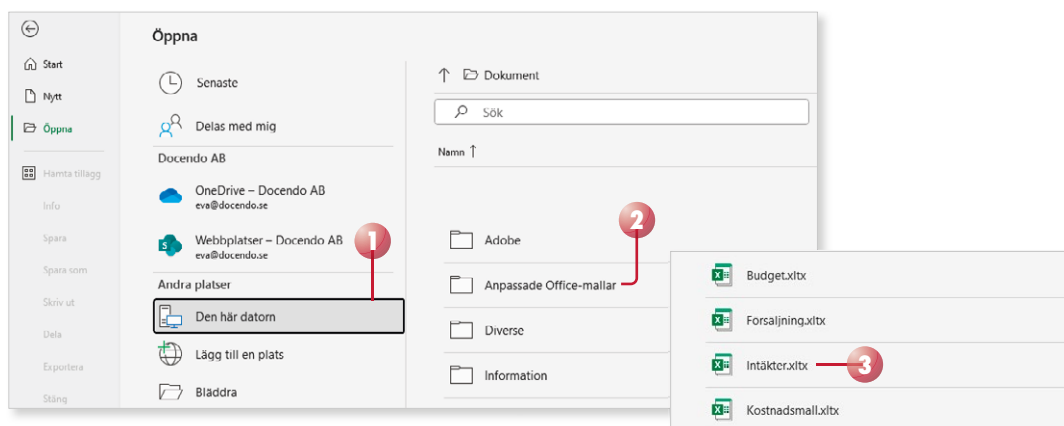 Öppna
Start
Nytt
Öppna
Hämta tillägg
Info
Spara
Spara som
Skriv ut
Dela
Exportera
Stäng
Senaste
Delas med mig
Docendo AB
OneDrive – Docendo AB
eva@docendo.se
Webbplatser – Docendo AB
eva@docendo.se
Andra platser
Den här datorn
Lägg till en plats
Bläddra
1
↑ Dokument
Sök
Namn ↑
Adobe
Anpassade Office-mallar
Diverse
Information
2
Budget.xltx
Försäljning.xltx
Intäkter.xltx
Kostnadsmall.xltx
3